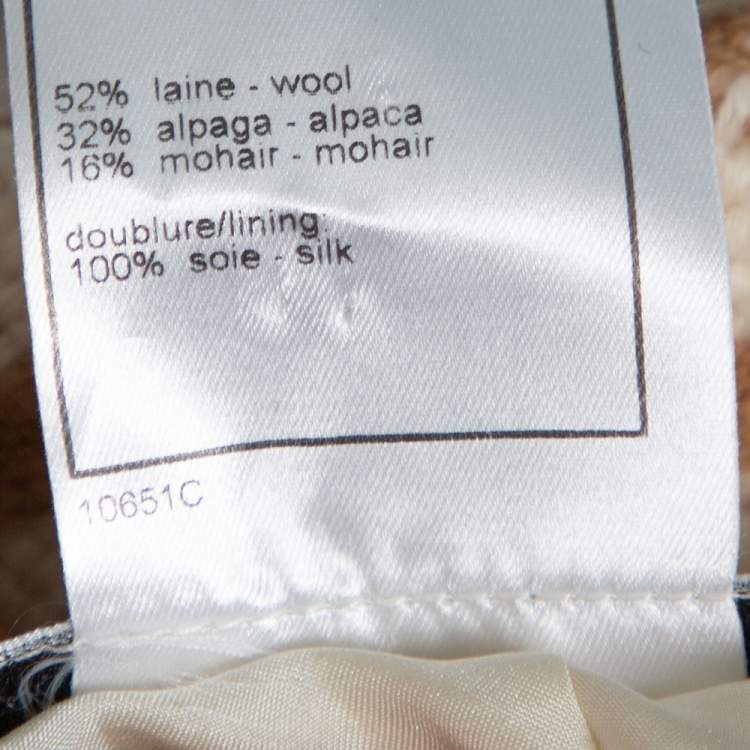 52% laine - wool
32% alpaga - alpaca
16% mohair - mohair
doublure/lining:
100% soie - silk
10651C